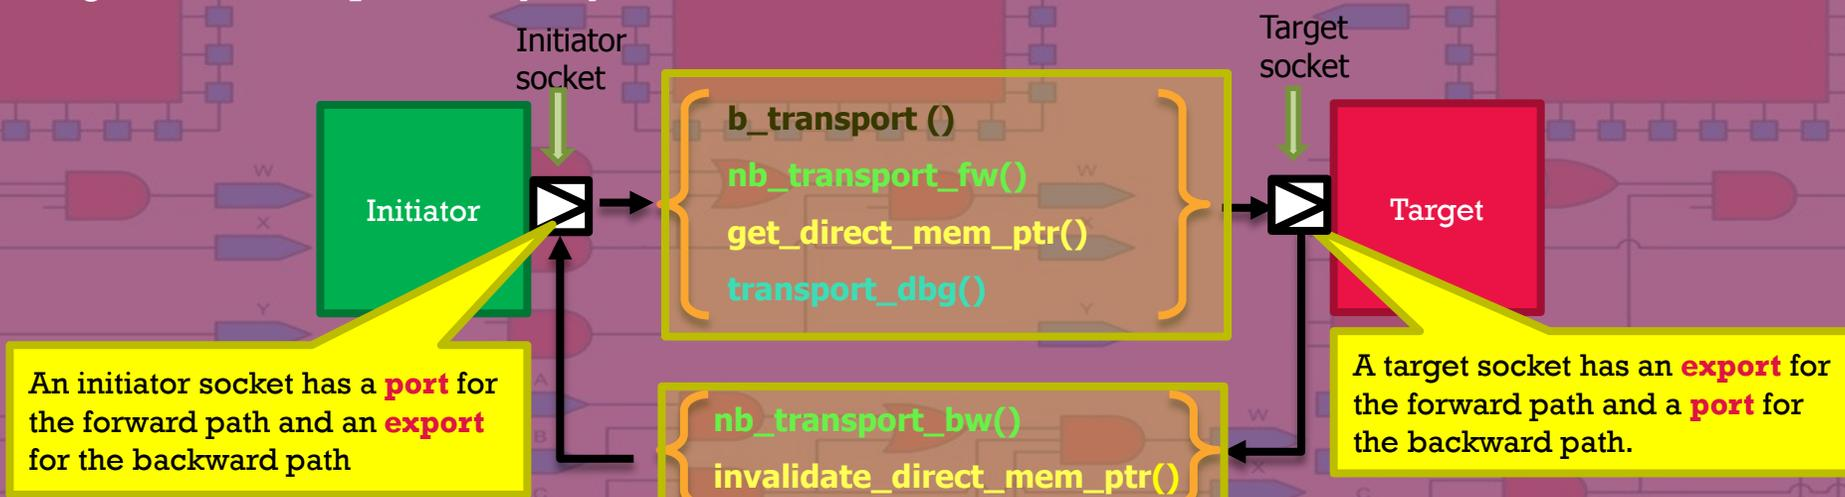 Initiator
socket
Target
socket
b_transport ()
nb_transport_fw()
get_direct_mem_ptr()
transport_dbg()
Initiator
Target
An initiator socket has a port for
the forward path and an export
for the backward path
nb_transport_bw()
invalidate_direct_mem_ptr()
A target socket has an export for
the forward path and a port for
the backward path.
W
X
Y
W
X
Y
A
B
C
W
X